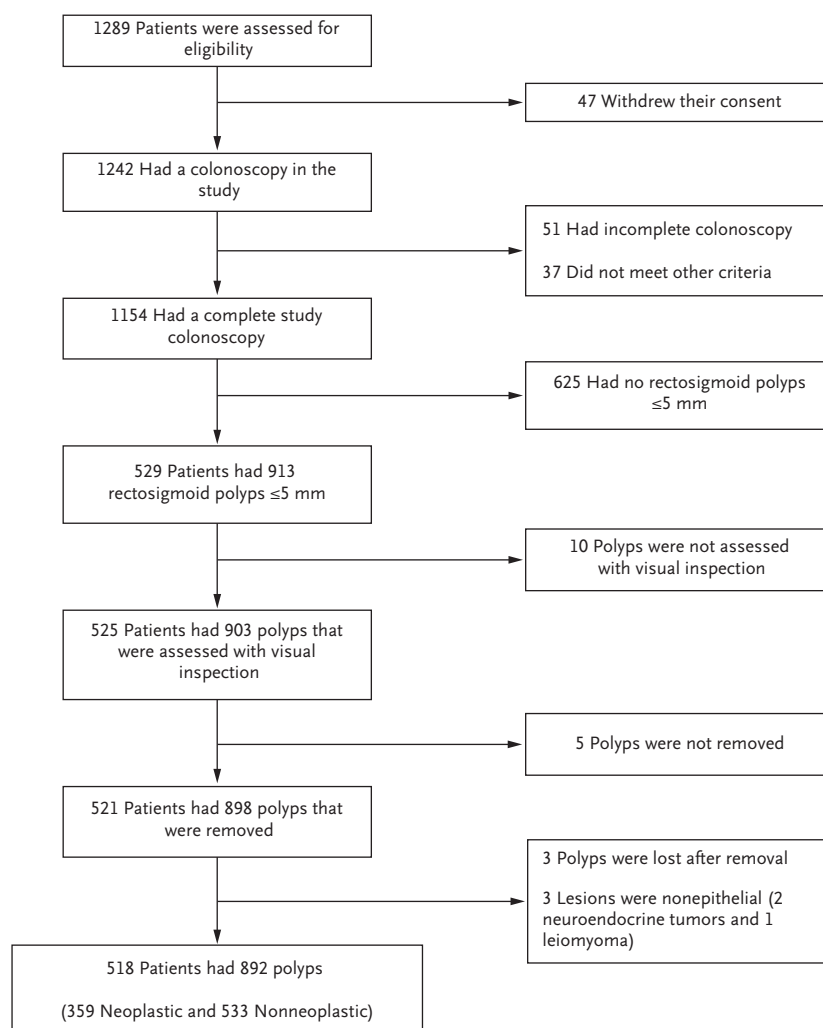 1289 Patients were assessed for
eligibility
47 Withdrew their consent
1242 Had a colonoscopy in the
study
51 Had incomplete colonoscopy
37 Did not meet other criteria
1154 Had a complete study
colonoscopy
625 Had no rectosigmoid polyps
≤5 mm
529 Patients had 913
rectosigmoid polyps ≤5 mm
10 Polyps were not assessed
with visual inspection
525 Patients had 903 polyps that
were assessed with visual
inspection
5 Polyps were not removed
521 Patients had 898 polyps that
were removed
3 Polyps were lost after removal
3 Lesions were nonepithelial (2
neuroendocrine tumors and 1
leiomyoma)
518 Patients had 892 polyps
(359 Neoplastic and 533 Nonneoplastic)